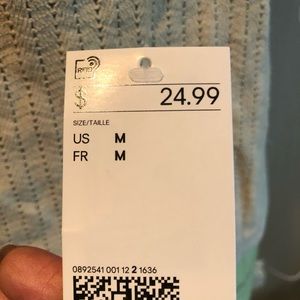 RFID
$ 24.99
SIZE/TAILLE
US M
FR M
0892541 001 12 2 1636